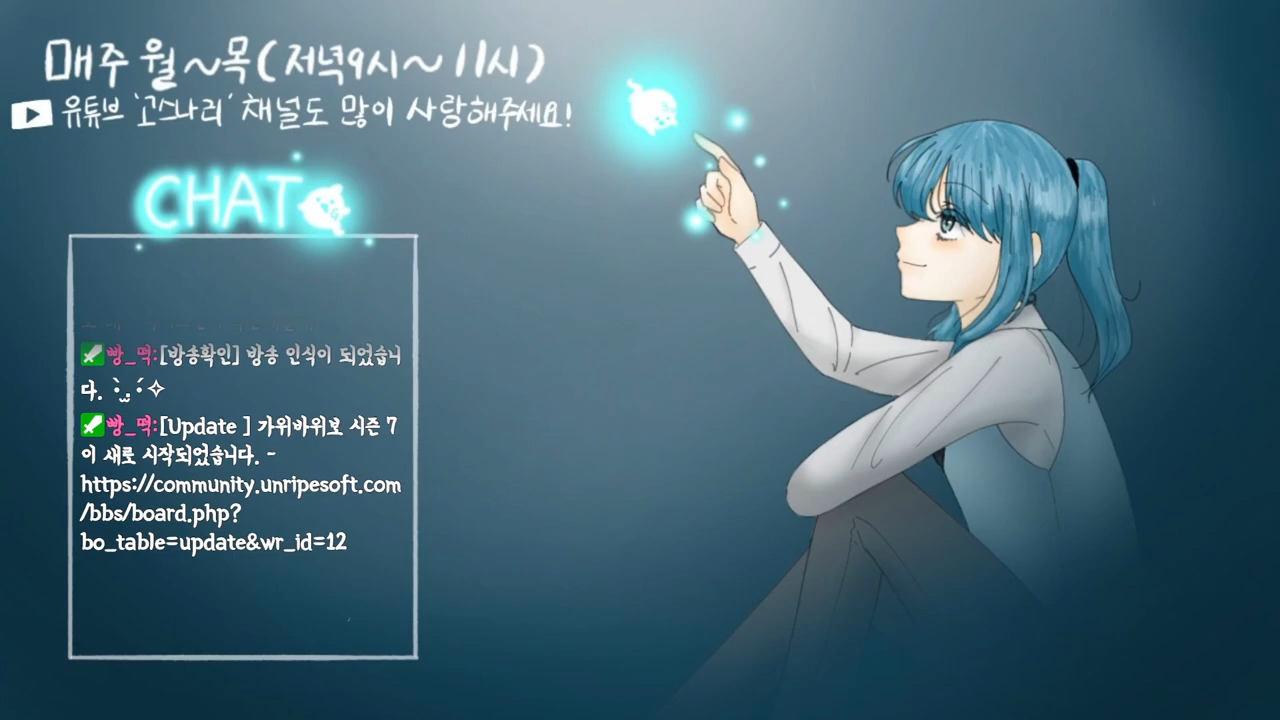 매주 월~목(저녁9시~11시)
유튜브 '고스나리' 채널도 많이 사랑해주세요!
CHAT
빵_떡:[방송확인] 방송 인식이 되었습니
다. ⁚̀⍨⁝́✧
빵_떡:[Update ] 가위바위보 시즌 7
이 새로 시작되었습니다. -
https://community.unripesoft.com
/bbs/board.php?
bo_table=update&wr_id=12